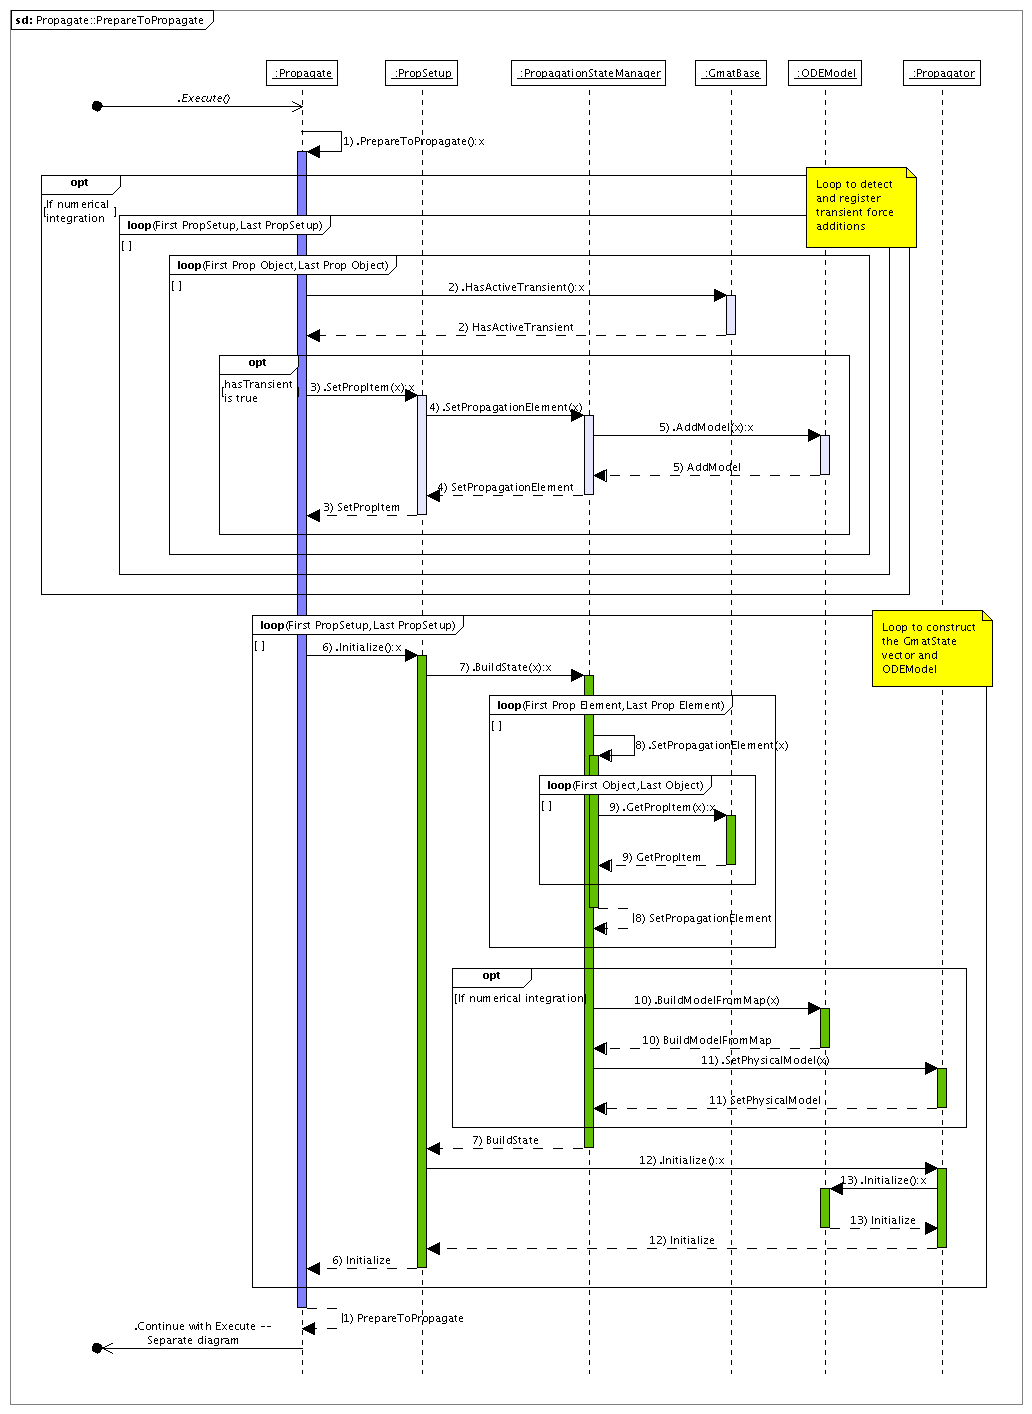 sd: Propagate::PrepareToPropagate
:Propagate
:PropSetup
:PropagationStateManager
:GmatBase
:ODEModel
:Propagator
.Execute()
1) .PrepareToPropagate():x
opt
[If numerical
integration ]
Loop to detect
and register
transient force
additions
loop(First PropSetup,Last PropSetup)
[ ]
loop(First Prop Object,Last Prop Object)
[ ]
2) .HasActiveTransient():x
2) HasActiveTransient
opt
[hasTransient
is true ]
3) .SetPropItem(x):x
4) .SetPropagationElement(x)
5) .AddModel(x):x
5) AddModel
4) SetPropagationElement
3) SetPropItem
loop(First PropSetup,Last PropSetup)
[ ]
Loop to construct
the GmatState
vector and
ODEModel
6) .Initialize():x
7) .BuildState(x):x
loop(First Prop Element,Last Prop Element)
[ ]
8) .SetPropagationElement(x)
loop(First Object,Last Object)
[ ]
9) .GetPropItem(x):x
9) GetPropItem
8) SetPropagationElement
opt
[If numerical integration]
10) .BuildModelFromMap(x)
10) BuildModelFromMap
11) .SetPhysicalModel(x)
11) SetPhysicalModel
7) BuildState
12) .Initialize():x
13) .Initialize():x
13) Initialize
12) Initialize
6) Initialize
1) PrepareToPropagate
.Continue with Execute --
Separate diagram